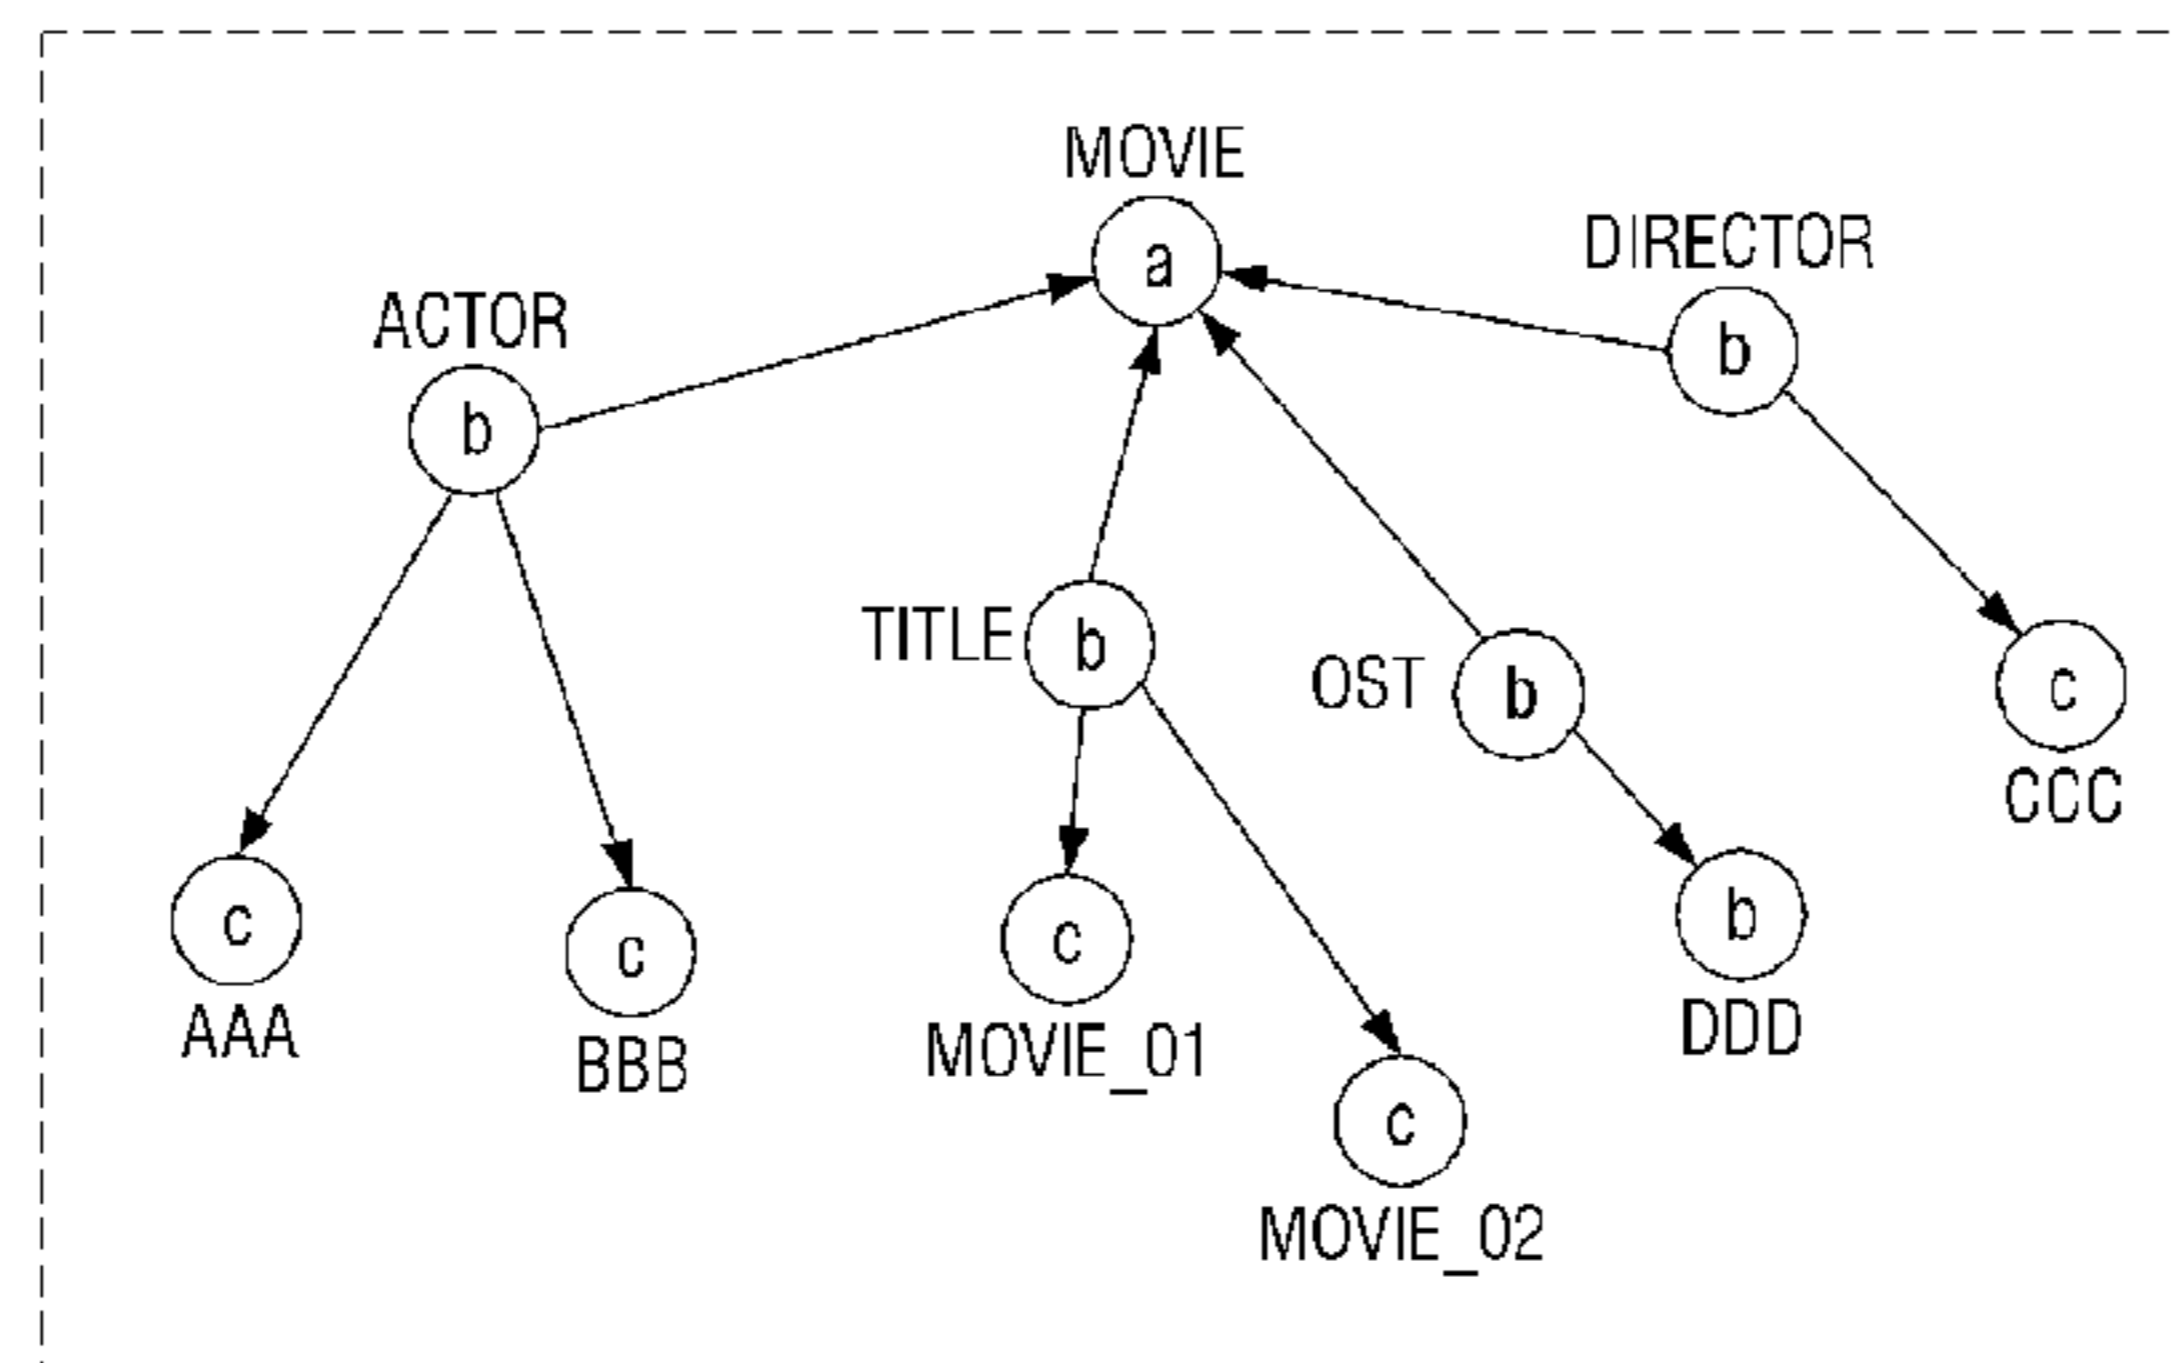 MOVIE
a
DIRECTOR
b
ACTOR
b
TITLE
b
OST
b
c
CCC
c
AAA
c
BBB
c
MOVIE_01
b
DDD
c
MOVIE_02